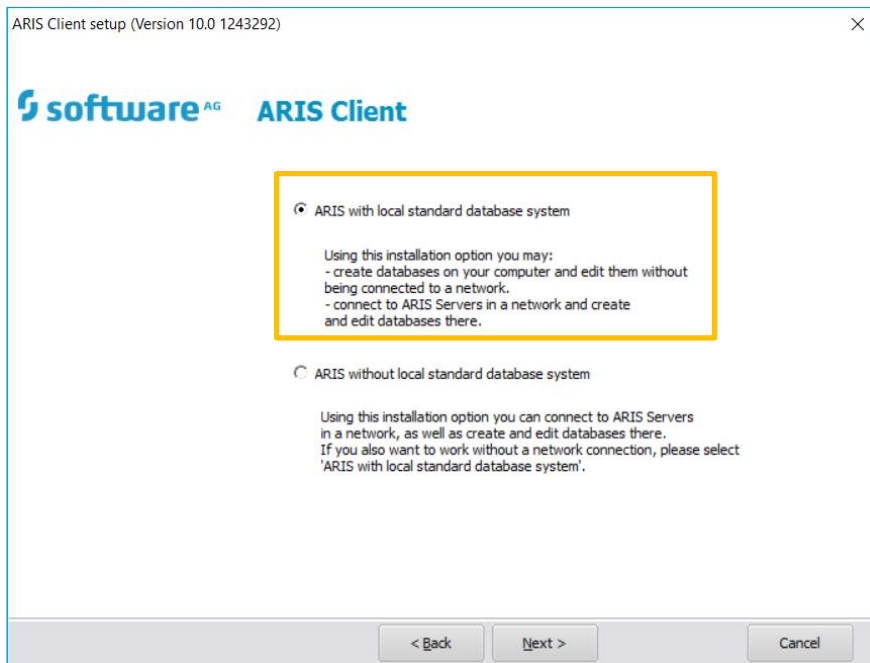 ARIS Client setup (Version 10.0 1243292)
software AG ARIS Client
ARIS with local standard database system
Using this installation option you may:
- create databases on your computer and edit them without
being connected to a network.
- connect to ARIS Servers in a network and create
and edit databases there.
ARIS without local standard database system
Using this installation option you can connect to ARIS Servers
in a network, as well as create and edit databases there.
If you also want to work without a network connection, please select
'ARIS with local standard database system'.
< Back Next > Cancel